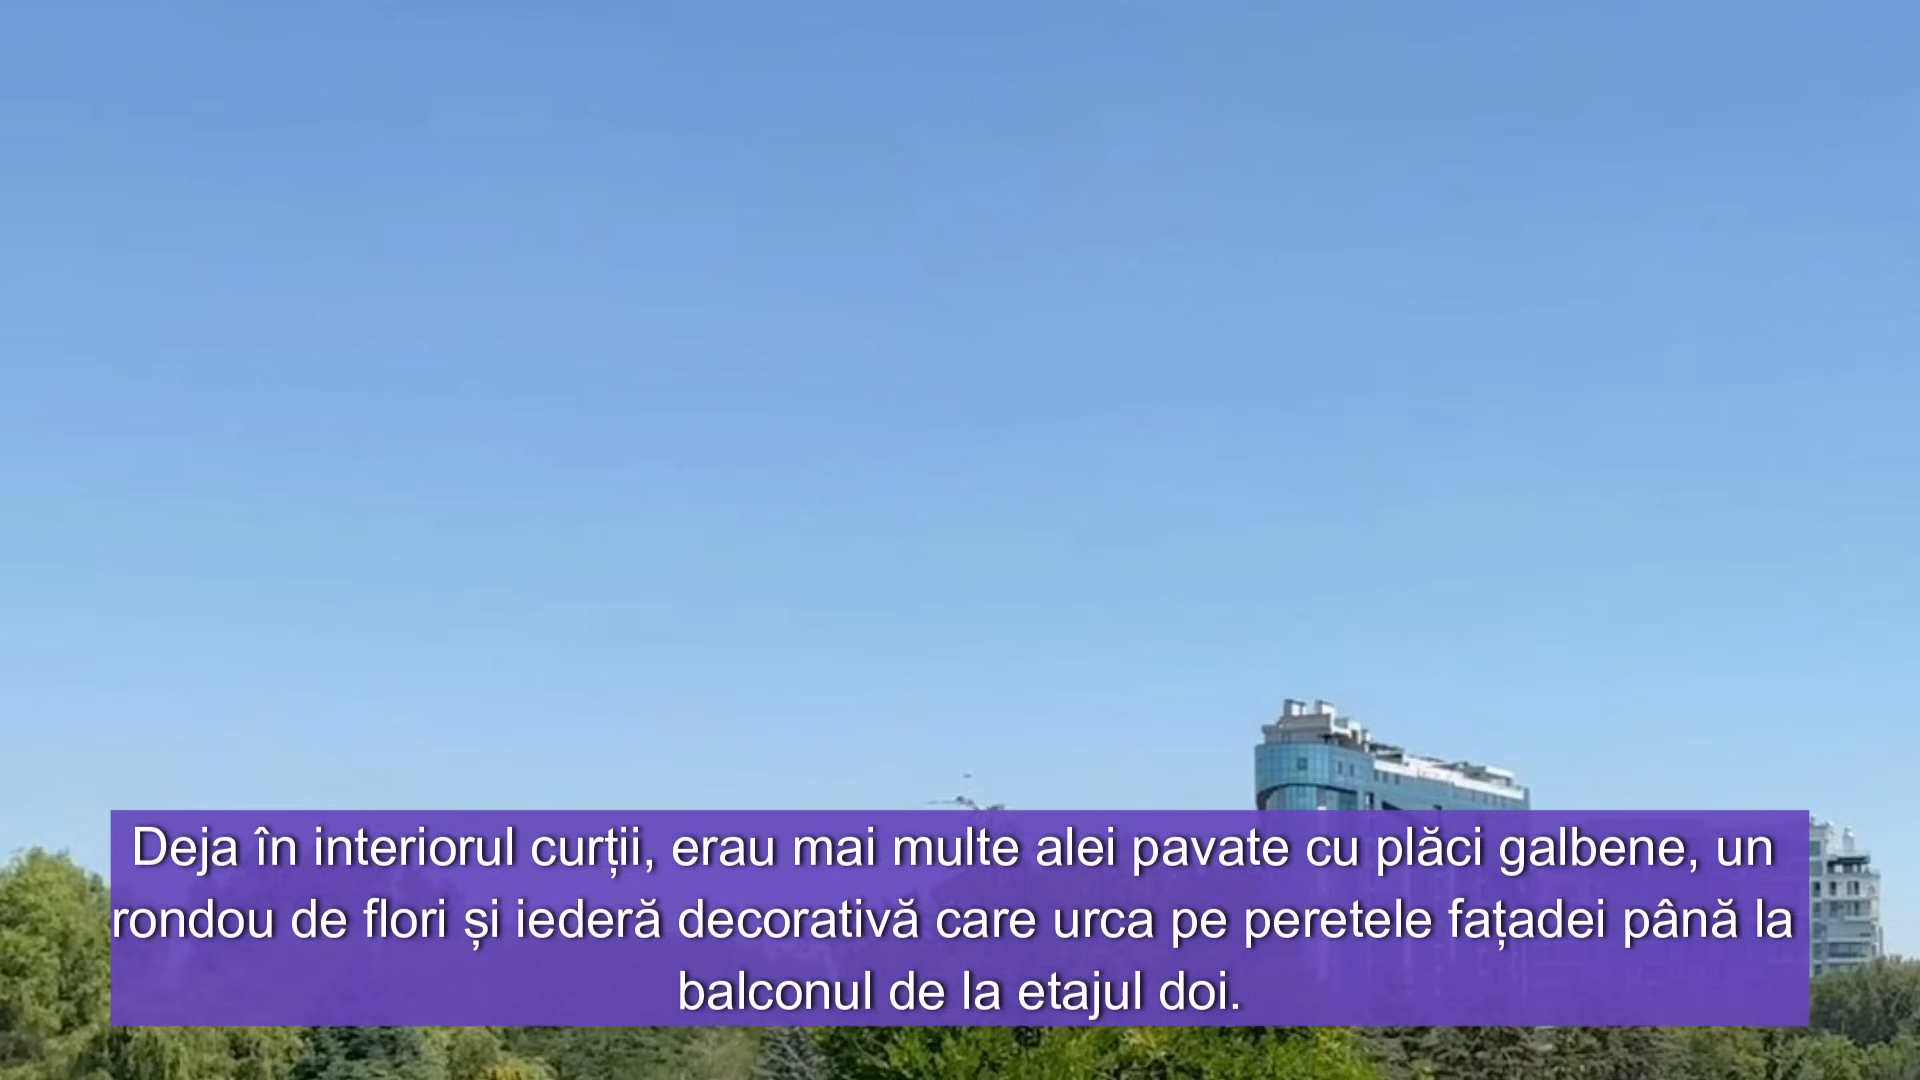 Deja în interiorul curții, erau mai multe alei pavate cu plăci galbene, un
rondou de flori și iederă decorativă care urca pe peretele fațadei până la
balconul de la etajul doi.